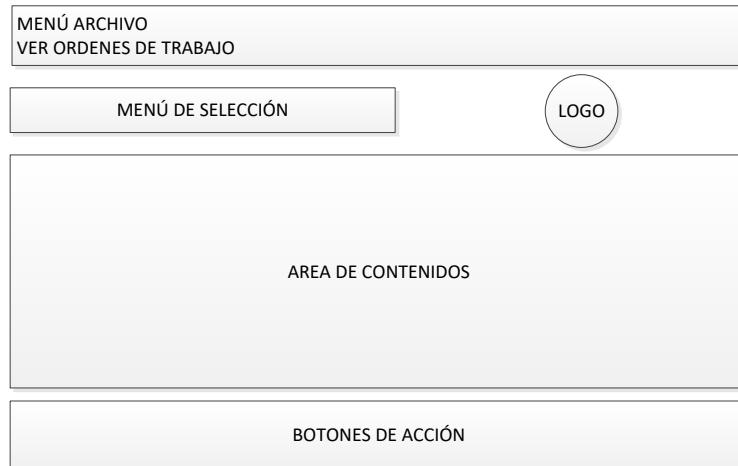 MENÚ ARCHIVO
VER ORDENES DE TRABAJO
MENÚ DE SELECCIÓN
LOGO
AREA DE CONTENIDOS
BOTONES DE ACCIÓN